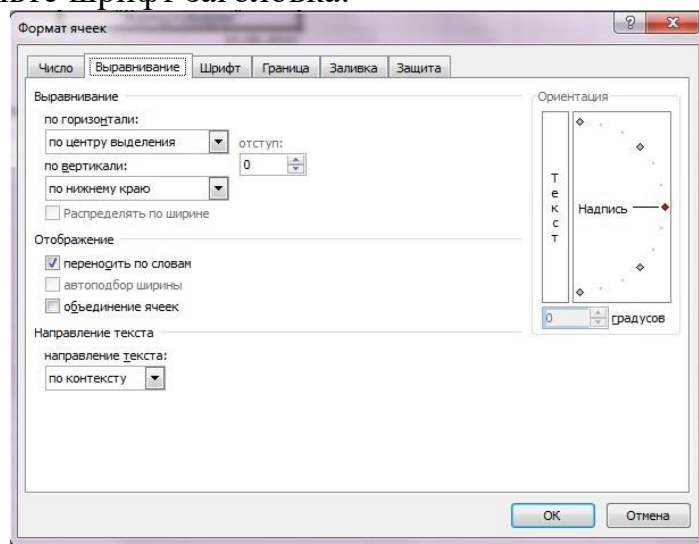 шрифт заголовка.
Формат ячеек
Число Выравнивание Шрифт Граница Заливка Защита
Выравнивание
по горизонтали:
по центру выделения
отступ:
по вертикали:
0
по нижнему краю
Распределять по ширине
Отображение
переносить по словам
автоподбор ширины
объединение ячеек
Направление текста
направление текста:
по контексту
Ориентация
Текст
Надпись
0 градусов
ОК Отмена